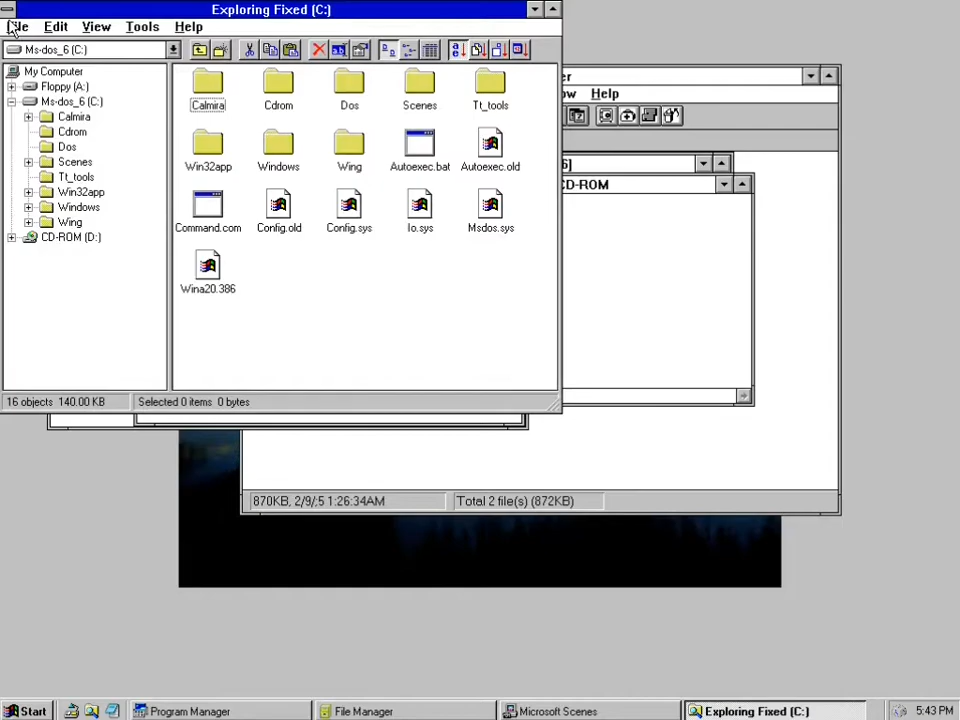 Exploring Fixed (C:)
File Edit View Tools Help
Ms-dos_6 (C:)
My Computer
Floppy (A:)
Ms-dos_6 (C:)
Calmira
Cdrom
Dos
Scenes
Tt_tools
Win32app
Windows
Wing
CD-ROM (D:)
Calmira Cdrom Dos Scenes Tt_tools
Win32app Windows Wing Autoexec.bat Autoexec.old
Command.com Config.old Config.sys Io.sys Msdos.sys
Wina20.386
16 objects 140.00 KB Selected 0 items 0 bytes
er
ow Help
6]
CD-ROM
870KB, 2/9/;5 1:26:34AM Total 2 file(s) (872KB)
Start Program Manager File Manager Microsoft Scenes Exploring Fixed (C:) 5:43 PM